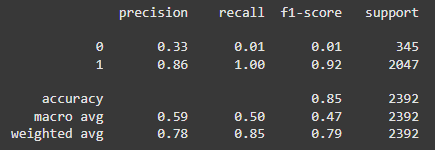 precision recall f1-score support
0 0.33 0.01 0.01 345
1 0.86 1.00 0.92 2047
accuracy 0.85 2392
macro avg 0.59 0.50 0.47 2392
weighted avg 0.78 0.85 0.79 2392